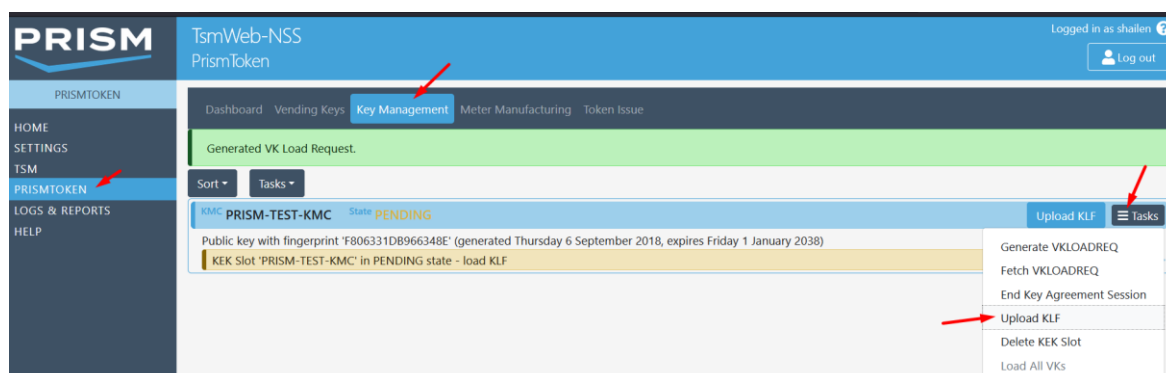 PRISM
TsmWeb-NSS
PrismToken
Logged in as shailen ?
Log out
PRISMTOKEN
HOME
SETTINGS
TSM
PRISMTOKEN
LOGS & REPORTS
HELP
Dashboard Vending Keys Key Management Meter Manufacturing Token Issue
Generated VK Load Request.
Sort Tasks
KMC PRISM-TEST-KMC State PENDING
Upload KLF Tasks
Public key with fingerprint 'F806331DB966348E' (generated Thursday 6 September 2018, expires Friday 1 January 2038)
KEK Slot 'PRISM-TEST-KMC' in PENDING state - load KLF
Generate VKLOADREQ
Fetch VKLOADREQ
End Key Agreement Session
Upload KLF
Delete KEK Slot
Load All VKs